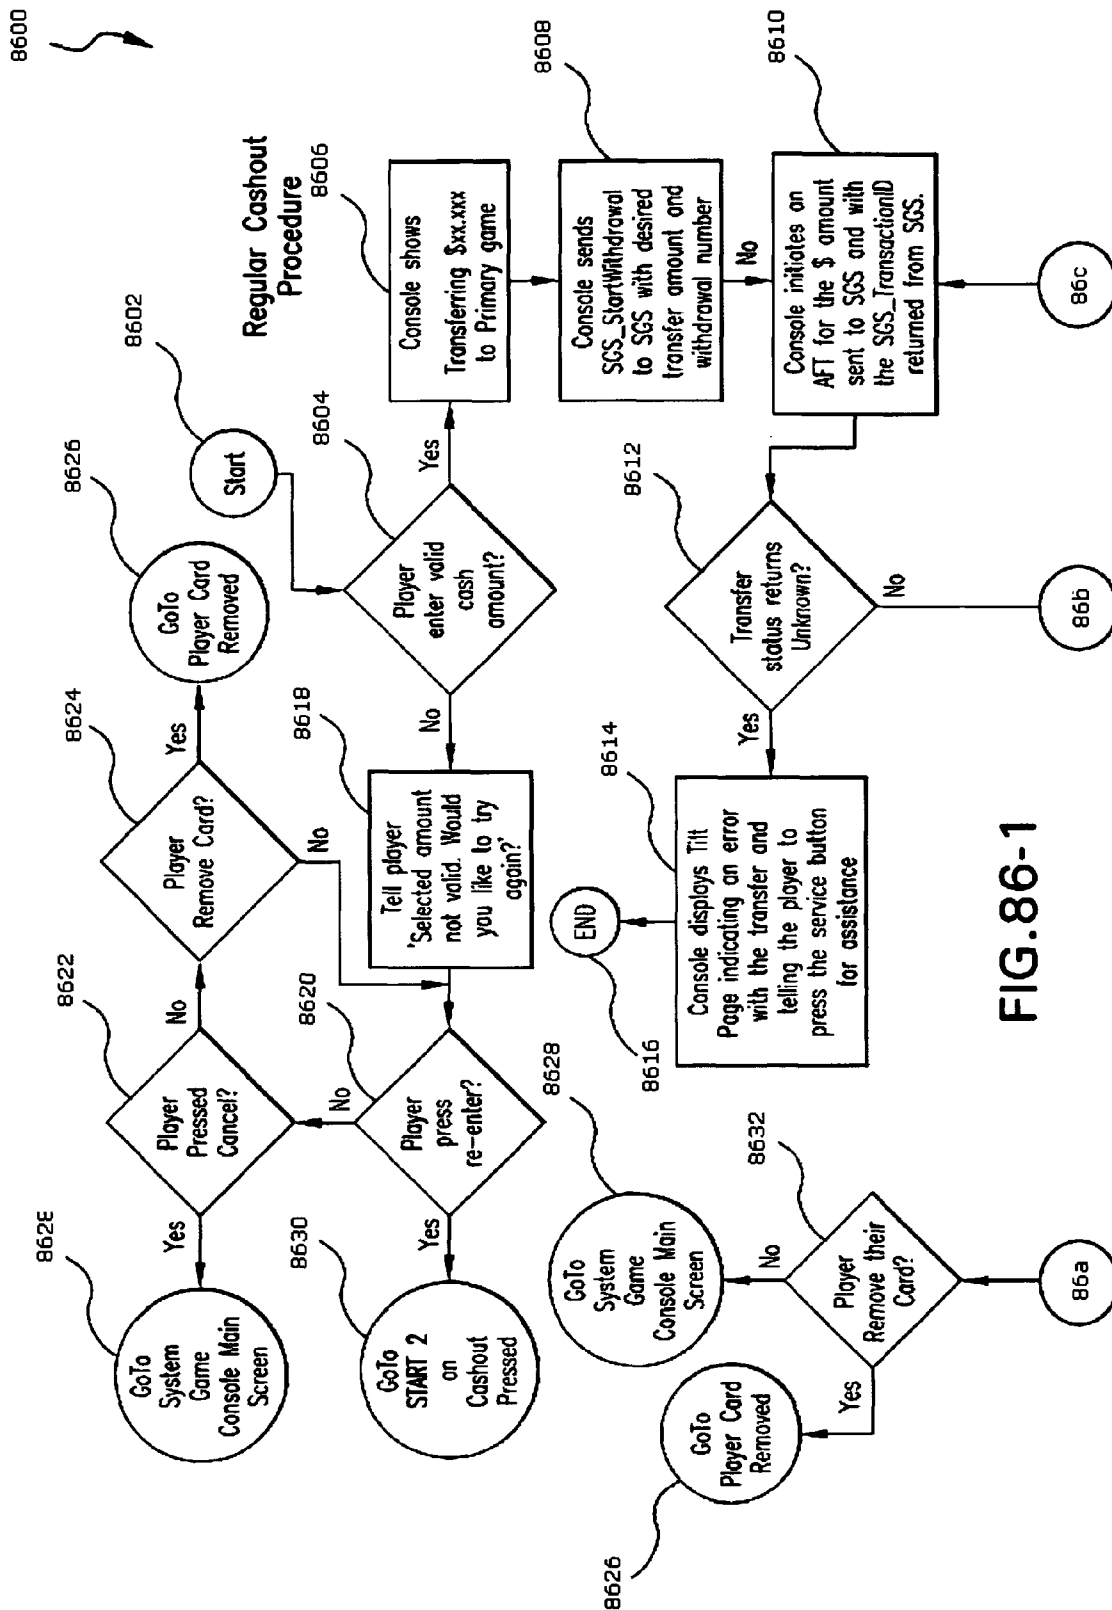 8600
Regular Cashout
Procedure
8602
Start
8604
Player
enter valid
cash
amount?
Yes
No
8606
Console shows
Transferring $xx.xxx
to Primary game
8608
Console sends
SGS_StartWithdrawal
to SGS with desired
transfer amount and
withdrawal number
No
8610
Console initiates an
AFT for the $ amount
sent to SGS and with
the SGS_TransactionID
returned from SGS.
86c
8612
Transfer
status returns
Unknown?
Yes
No
86b
8614
Console displays Tilt
Page indicating an error
with the transfer and
telling the player to
press the service button
for assistance
END
8616
8618
Tell player
'Selected amount
not valid. Would
you like to try
again?'
8620
Player
press
re-enter?
Yes
No
8630
GoTo
START 2
on
Cashout
Pressed
8622
Player
Pressed
Cancel?
Yes
No
8628
GoTo
System
Game
Console Main
Screen
8624
Player
Remove Card?
Yes
No
8626
GoTo
Player Card
Removed
86a
8632
Player
Remove their
Card?
No
Yes
8628
GoTo
System
Game
Console Main
Screen
8626
GoTo
Player Card
Removed
FIG.86-1